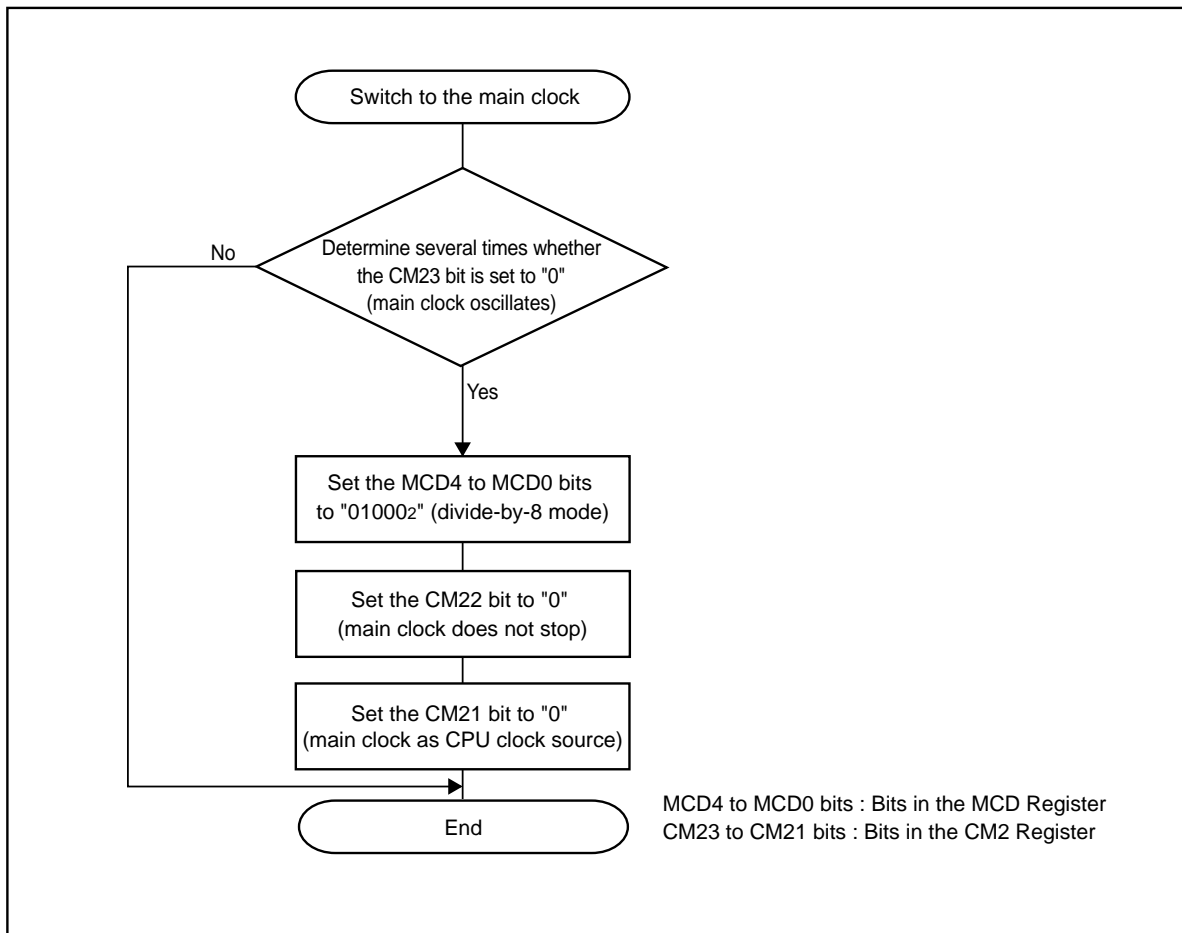 Switch to the main clock
Determine several times whether
the CM23 bit is set to "0"
(main clock oscillates)
No
Yes
Set the MCD4 to MCD0 bits
to "010002" (divide-by-8 mode)
Set the CM22 bit to "0"
(main clock does not stop)
Set the CM21 bit to "0"
(main clock as CPU clock source)
End
MCD4 to MCD0 bits : Bits in the MCD Register
CM23 to CM21 bits : Bits in the CM2 Register